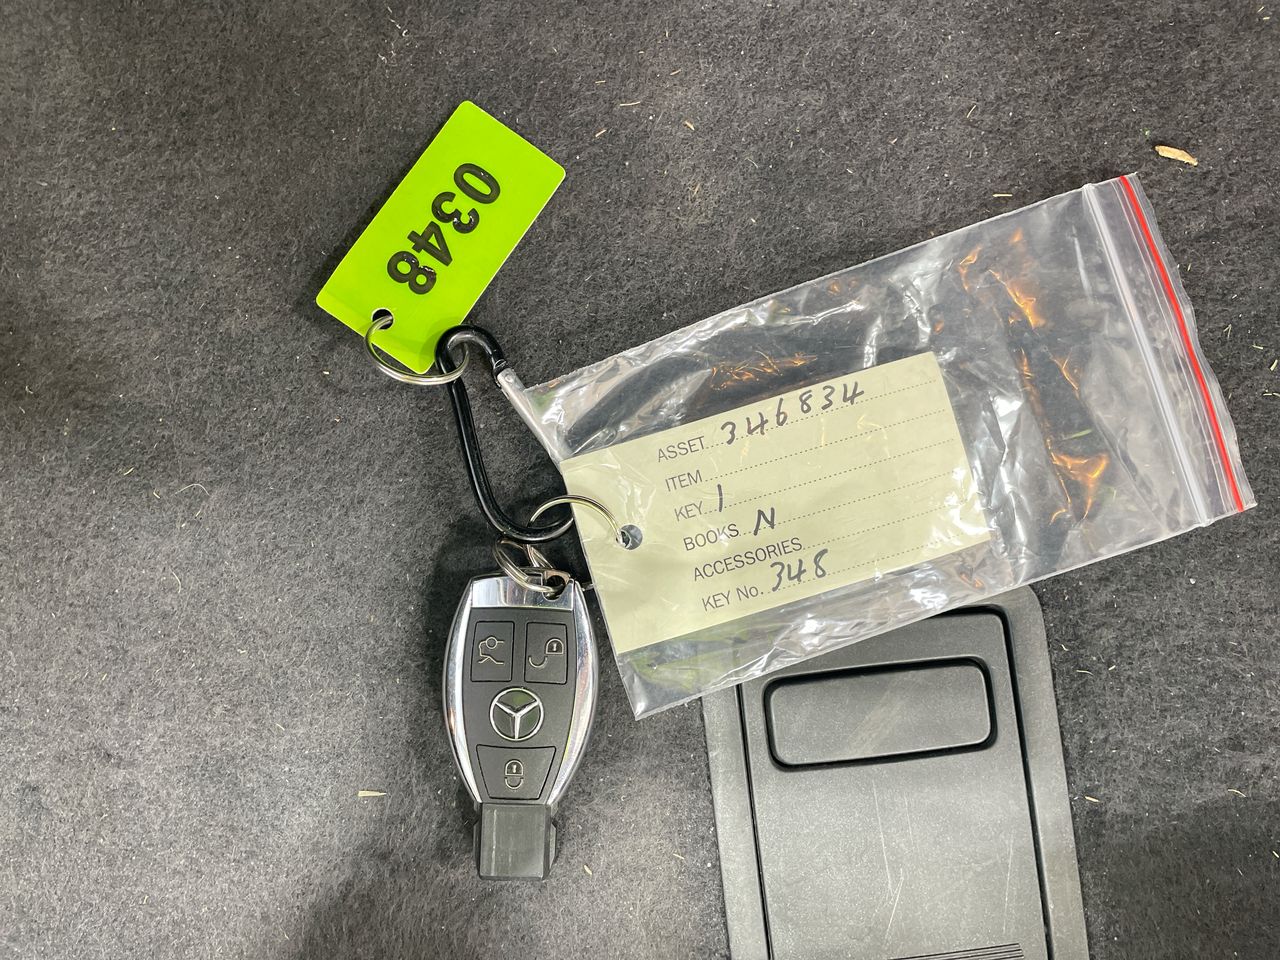 0348
ASSET 346834
ITEM
KEY 1
BOOKS N
ACCESSORIES
KEY No. 348